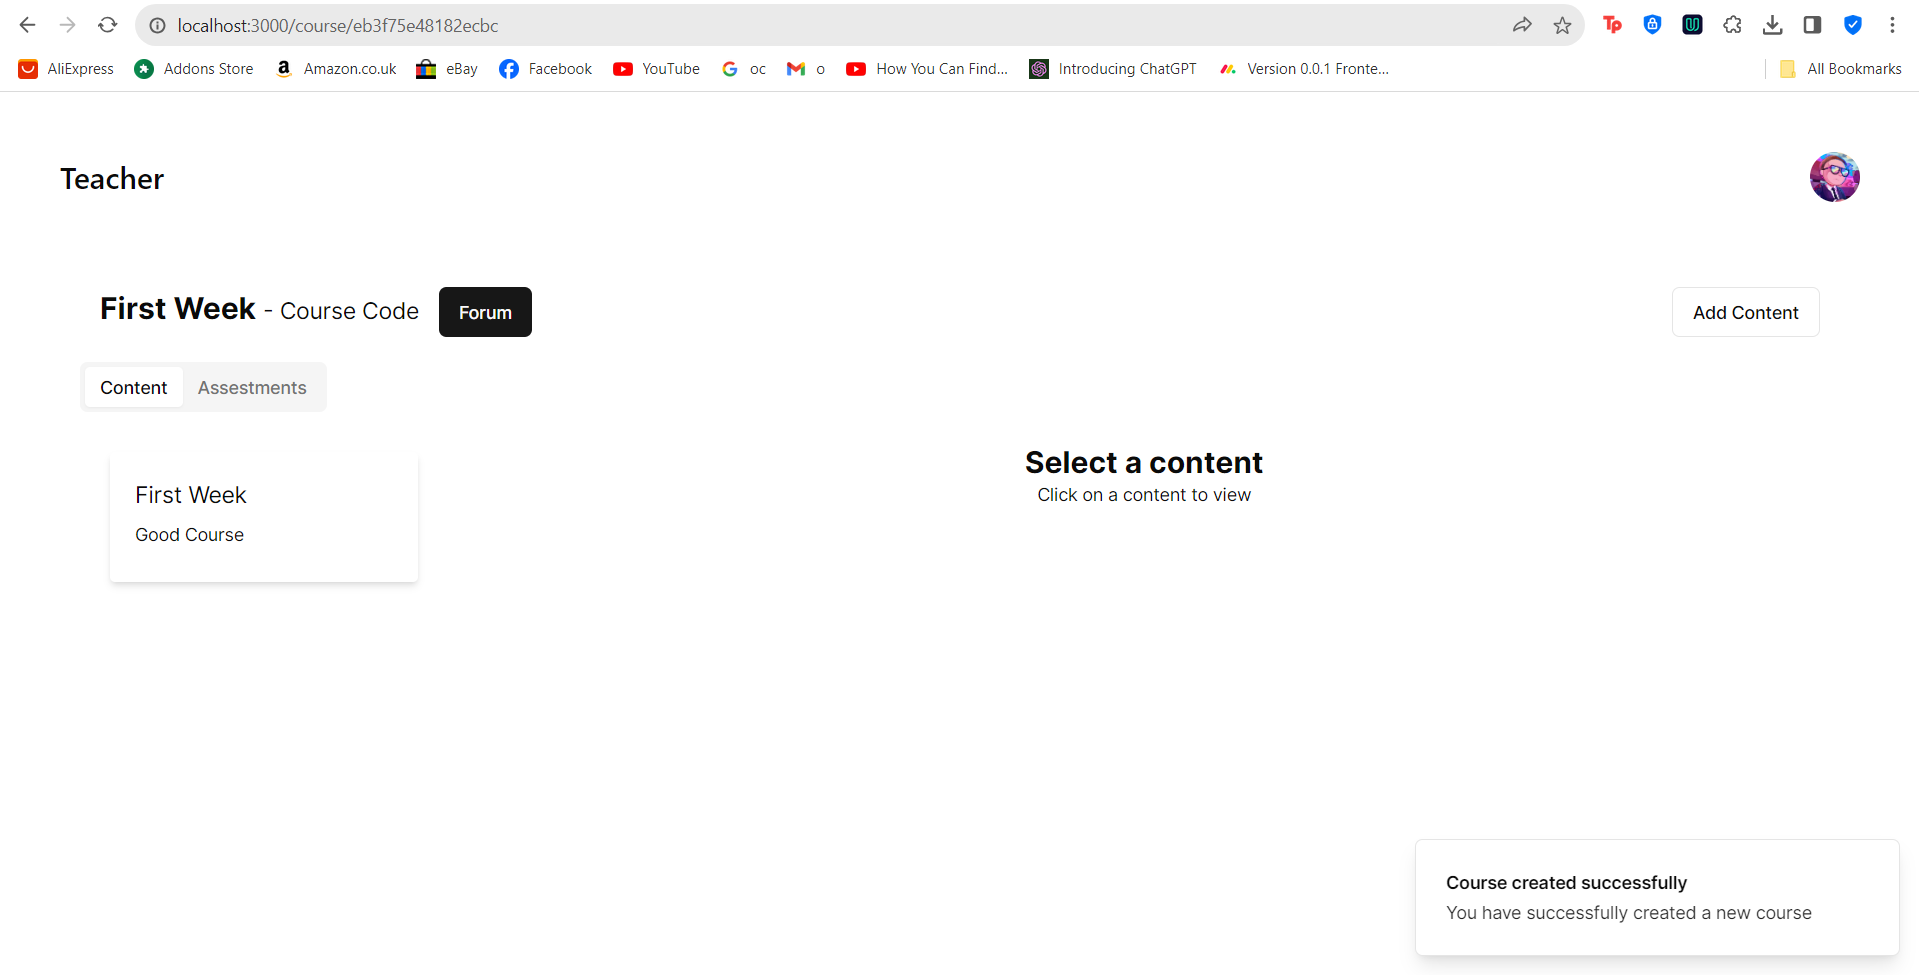 localhost:3000/course/eb3f75e48182ecbc
AliExpress Addons Store Amazon.co.uk eBay Facebook YouTube oc o How You Can Find... Introducing ChatGPT Version 0.0.1 Fronte... All Bookmarks
Teacher
First Week - Course Code Forum Add Content
Content Assestments
Select a content
Click on a content to view
First Week
Good Course
Course created successfully
You have successfully created a new course